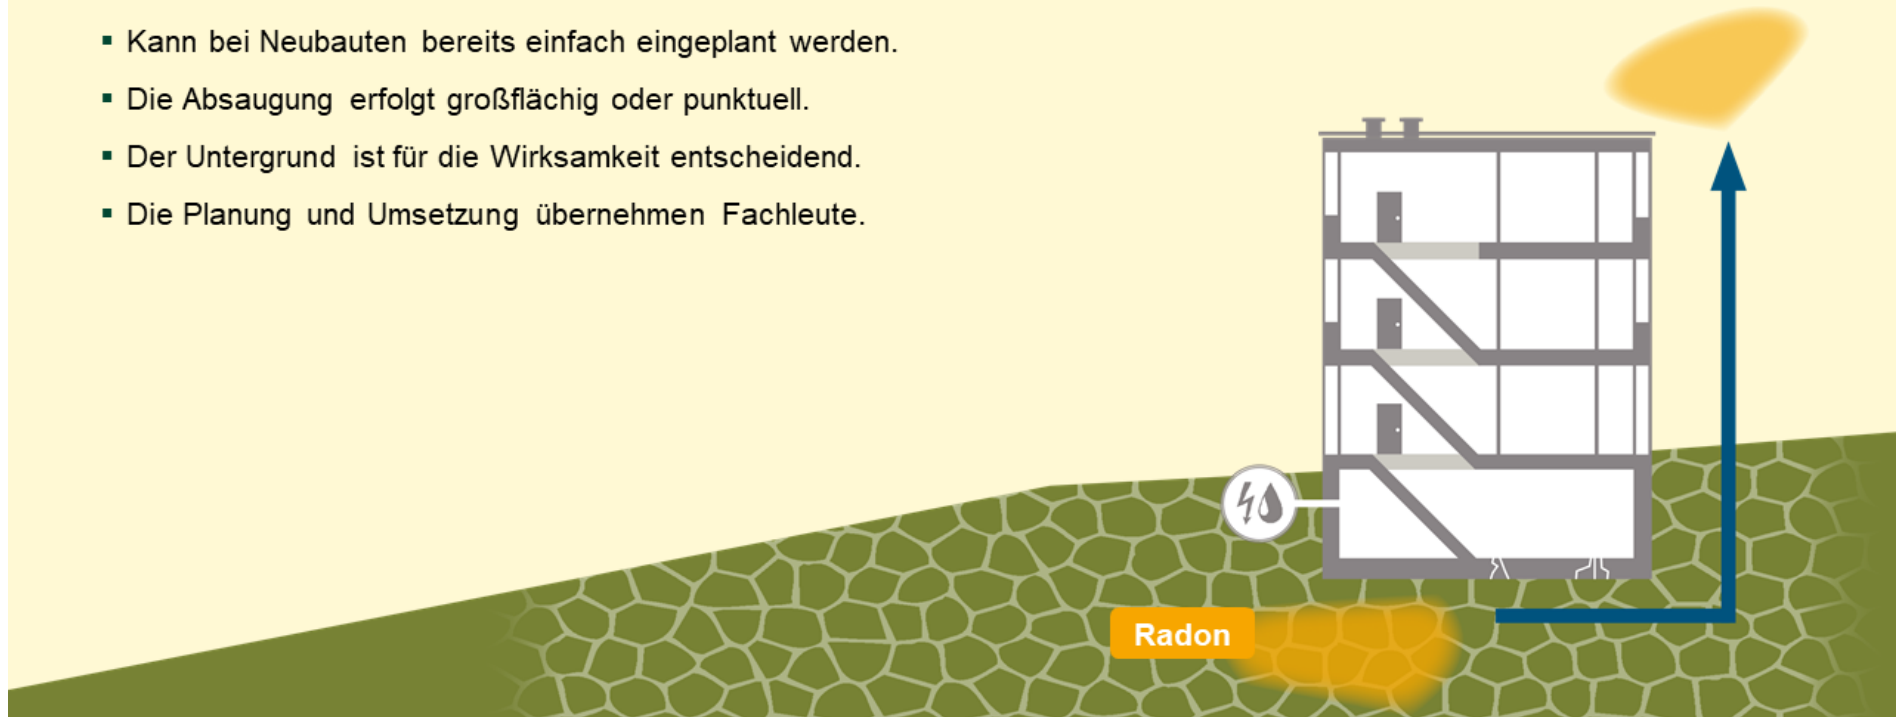 ▪ Kann bei Neubauten bereits einfach eingeplant werden.
▪ Die Absaugung erfolgt großflächig oder punktuell.
▪ Der Untergrund ist für die Wirksamkeit entscheidend.
▪ Die Planung und Umsetzung übernehmen Fachleute.
Radon